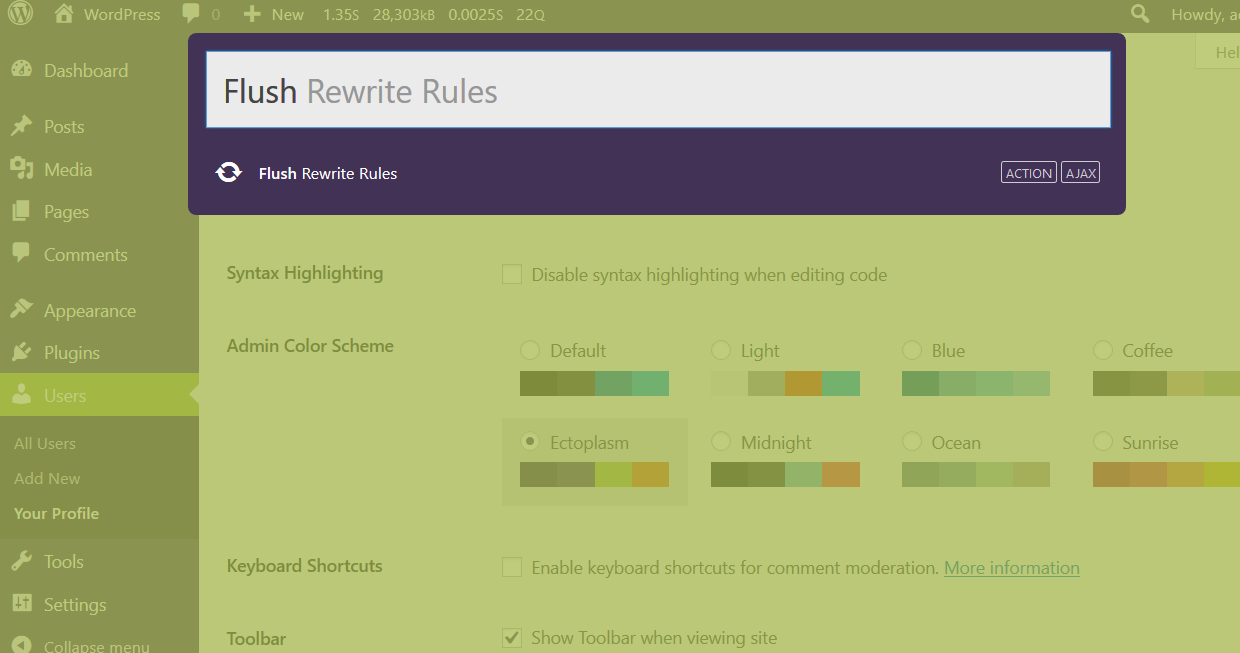 WordPress 0 New 1.35S 28,303KB 0.0025S 22Q Howdy,
Flush Rewrite Rules
Flush Rewrite Rules ACTION AJAX
Dashboard
Posts
Media
Pages
Comments
Appearance
Plugins
Users
All Users
Add New
Your Profile
Tools
Settings
Collapse menu
Syntax Highlighting Disable syntax highlighting when editing code
Admin Color Scheme Default Light Blue Coffee
Ectoplasm Midnight Ocean Sunrise
Keyboard Shortcuts Enable keyboard shortcuts for comment moderation. More information
Toolbar Show Toolbar when viewing site